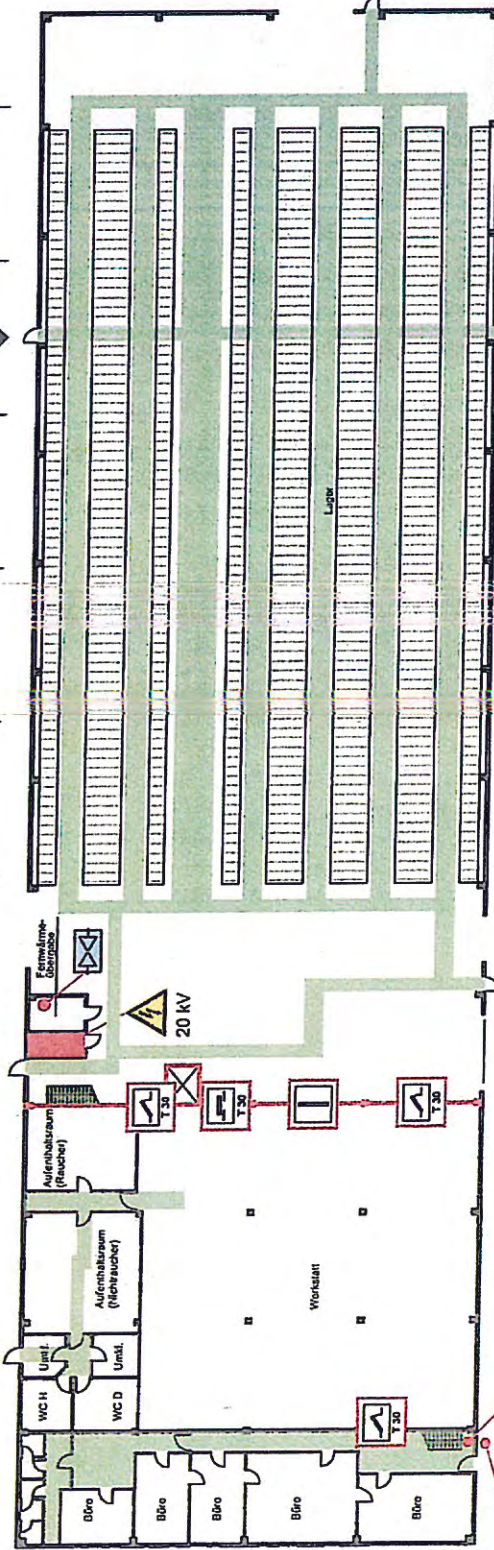 WC H
WC D
Umkl.
Umkl.
Aufenthaltsraum
(Nichtraucher)
Aufenthaltsraum
(Raucher)
Büro
Büro
Büro
Büro
Büro
Werkstatt
T 30
T 30
T 30
T 30
20 kV
Fernwärme-
übergabe
Lager